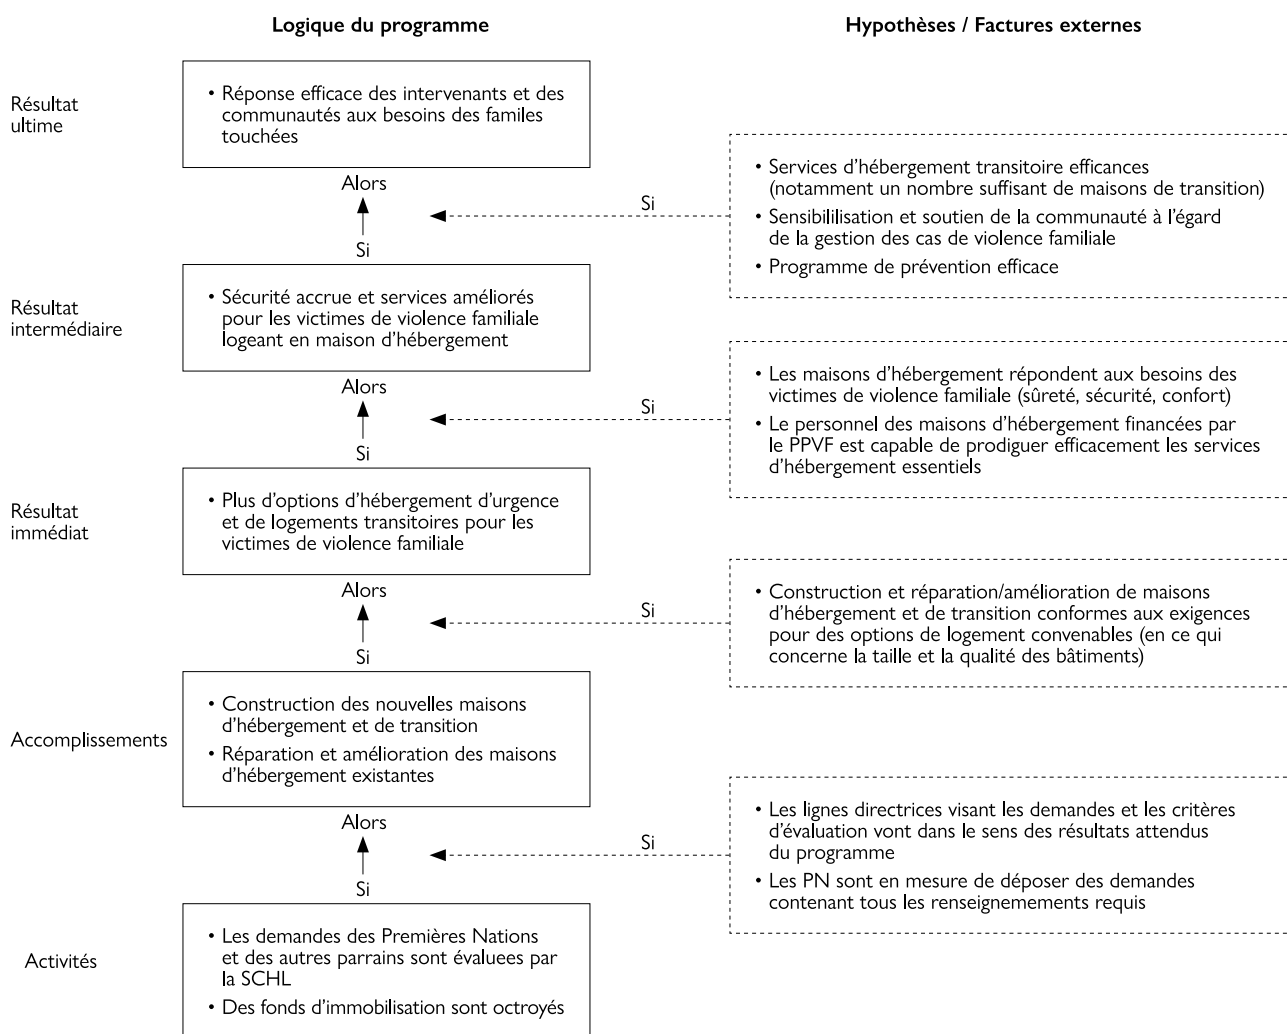 Logique du programme
Hypothèses / Factures externes
Résultat
ultime
• Réponse efficace des intervenants et des
communautés aux besoins des familes
touchées
• Services d'hébergement transitoire efficances
(notamment un nombre suffisant de maisons de transition)
• Sensibililisation et soutien de la communauté à l'égard
de la gestion des cas de violence familiale
• Programme de prévention efficace
Alors
Si
Si
Résultat
intermédiaire
• Sécurité accrue et services améliorés
pour les victimes de violence familiale
logeant en maison d'hébergement
• Les maisons d'hébergement répondent aux besoins des
victimes de violence familiale (sûreté, sécurité, confort)
• Le personnel des maisons d'hébergement financées par
le PPVF est capable de prodiguer efficacement les services
d'hébergement essentiels
Alors
Si
Si
Résultat
immédiat
• Plus d'options d'hébergement d'urgence
et de logements transitoires pour les
victimes de violence familiale
• Construction et réparation/amélioration de maisons
d'hébergement et de transition conformes aux exigences
pour des options de logement convenables (en ce qui
concerne la taille et la qualité des bâtiments)
Alors
Si
Si
Accomplissements
• Construction des nouvelles maisons
d'hébergement et de transition
• Réparation et amélioration des maisons
d'hébergement existantes
• Les lignes directrices visant les demandes et les critères
d'évaluation vont dans le sens des résultats attendus
du programme
• Les PN sont en mesure de déposer des demandes
contenant tous les renseignemements requis
Alors
Si
Si
Activités
• Les demandes des Premières Nations
et des autres parrains sont évaluees par
la SCHL
• Des fonds d'immobilisation sont octroyés